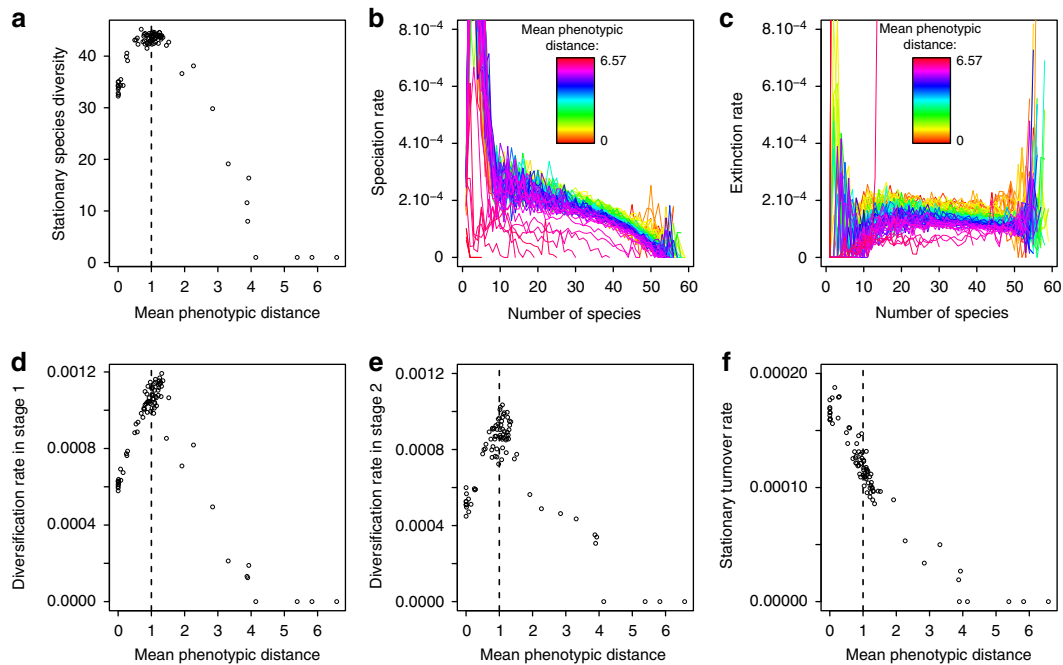 a
Stationary species diversity
40
30
20
10
0
0 1 2 3 4 5 6
Mean phenotypic distance
b
Speciation rate
8.10⁻⁴
6.10⁻⁴
4.10⁻⁴
2.10⁻⁴
0
0 10 20 30 40 50 60
Number of species
Mean phenotypic
distance:
6.57
0
c
Extinction rate
8.10⁻⁴
6.10⁻⁴
4.10⁻⁴
2.10⁻⁴
0
0 10 20 30 40 50 60
Number of species
Mean phenotypic
distance:
6.57
0
d
Diversification rate in stage 1
0.0012
0.0008
0.0004
0.0000
0 1 2 3 4 5 6
Mean phenotypic distance
e
Diversification rate in stage 2
0.0012
0.0008
0.0004
0.0000
0 1 2 3 4 5 6
Mean phenotypic distance
f
Stationary turnover rate
0.00020
0.00010
0.00000
0 1 2 3 4 5 6
Mean phenotypic distance